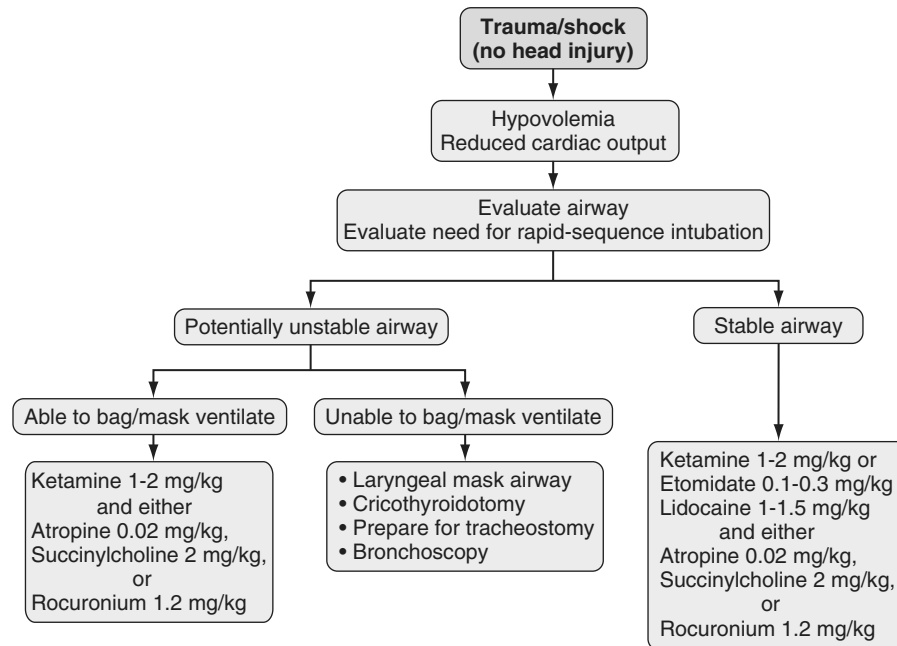 Trauma/shock
(no head injury)
Hypovolemia
Reduced cardiac output
Evaluate airway
Evaluate need for rapid-sequence intubation
Potentially unstable airway
Stable airway
Able to bag/mask ventilate
Unable to bag/mask ventilate
Ketamine 1-2 mg/kg
and either
Atropine 0.02 mg/kg,
Succinylcholine 2 mg/kg,
or
Rocuronium 1.2 mg/kg
• Laryngeal mask airway
• Cricothyroidotomy
• Prepare for tracheostomy
• Bronchoscopy
Ketamine 1-2 mg/kg or
Etomidate 0.1-0.3 mg/kg
Lidocaine 1-1.5 mg/kg
and either
Atropine 0.02 mg/kg,
Succinylcholine 2 mg/kg,
or
Rocuronium 1.2 mg/kg